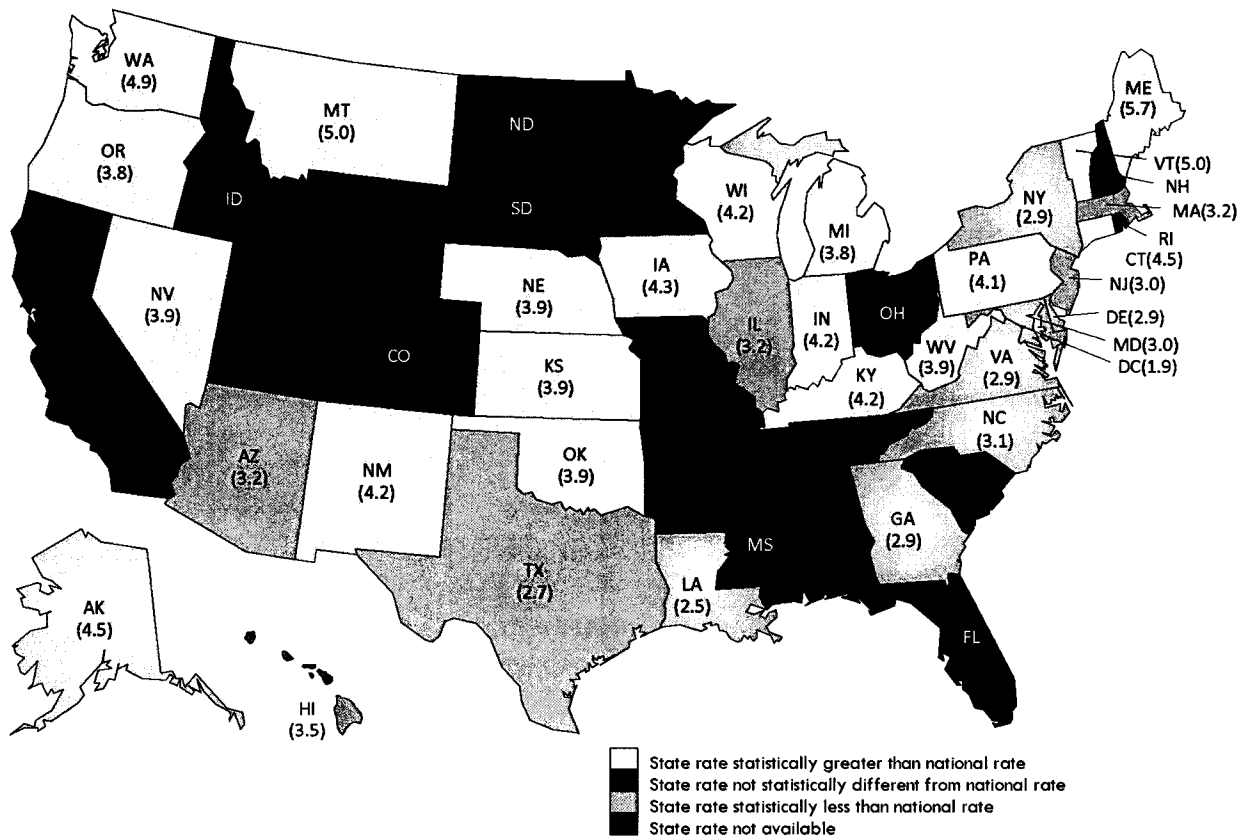 WA
(4.9)
MT
(5.0)
ND
ME
(5.7)
OR
(3.8)
ID
SD
WI
(4.2)
MI
(3.8)
NY
(2.9)
VT(5.0)
NH
MA(3.2)
RI
CT(4.5)
NJ(3.0)
DE(2.9)
MD(3.0)
DC(1.9)
NV
(3.9)
NE
(3.9)
IA
(4.3)
PA
(4.1)
IL
(3.2)
IN
(4.2)
OH
WV
(3.9)
VA
(2.9)
CO
KS
(3.9)
KY
(4.2)
NC
(3.1)
AZ
(3.2)
NM
(4.2)
OK
(3.9)
GA
(2.9)
MS
TX
(2.7)
LA
(2.5)
FL
AK
(4.5)
HI
(3.5)
State rate statistically greater than national rate
State rate not statistically different from national rate
State rate statistically less than national rate
State rate not available